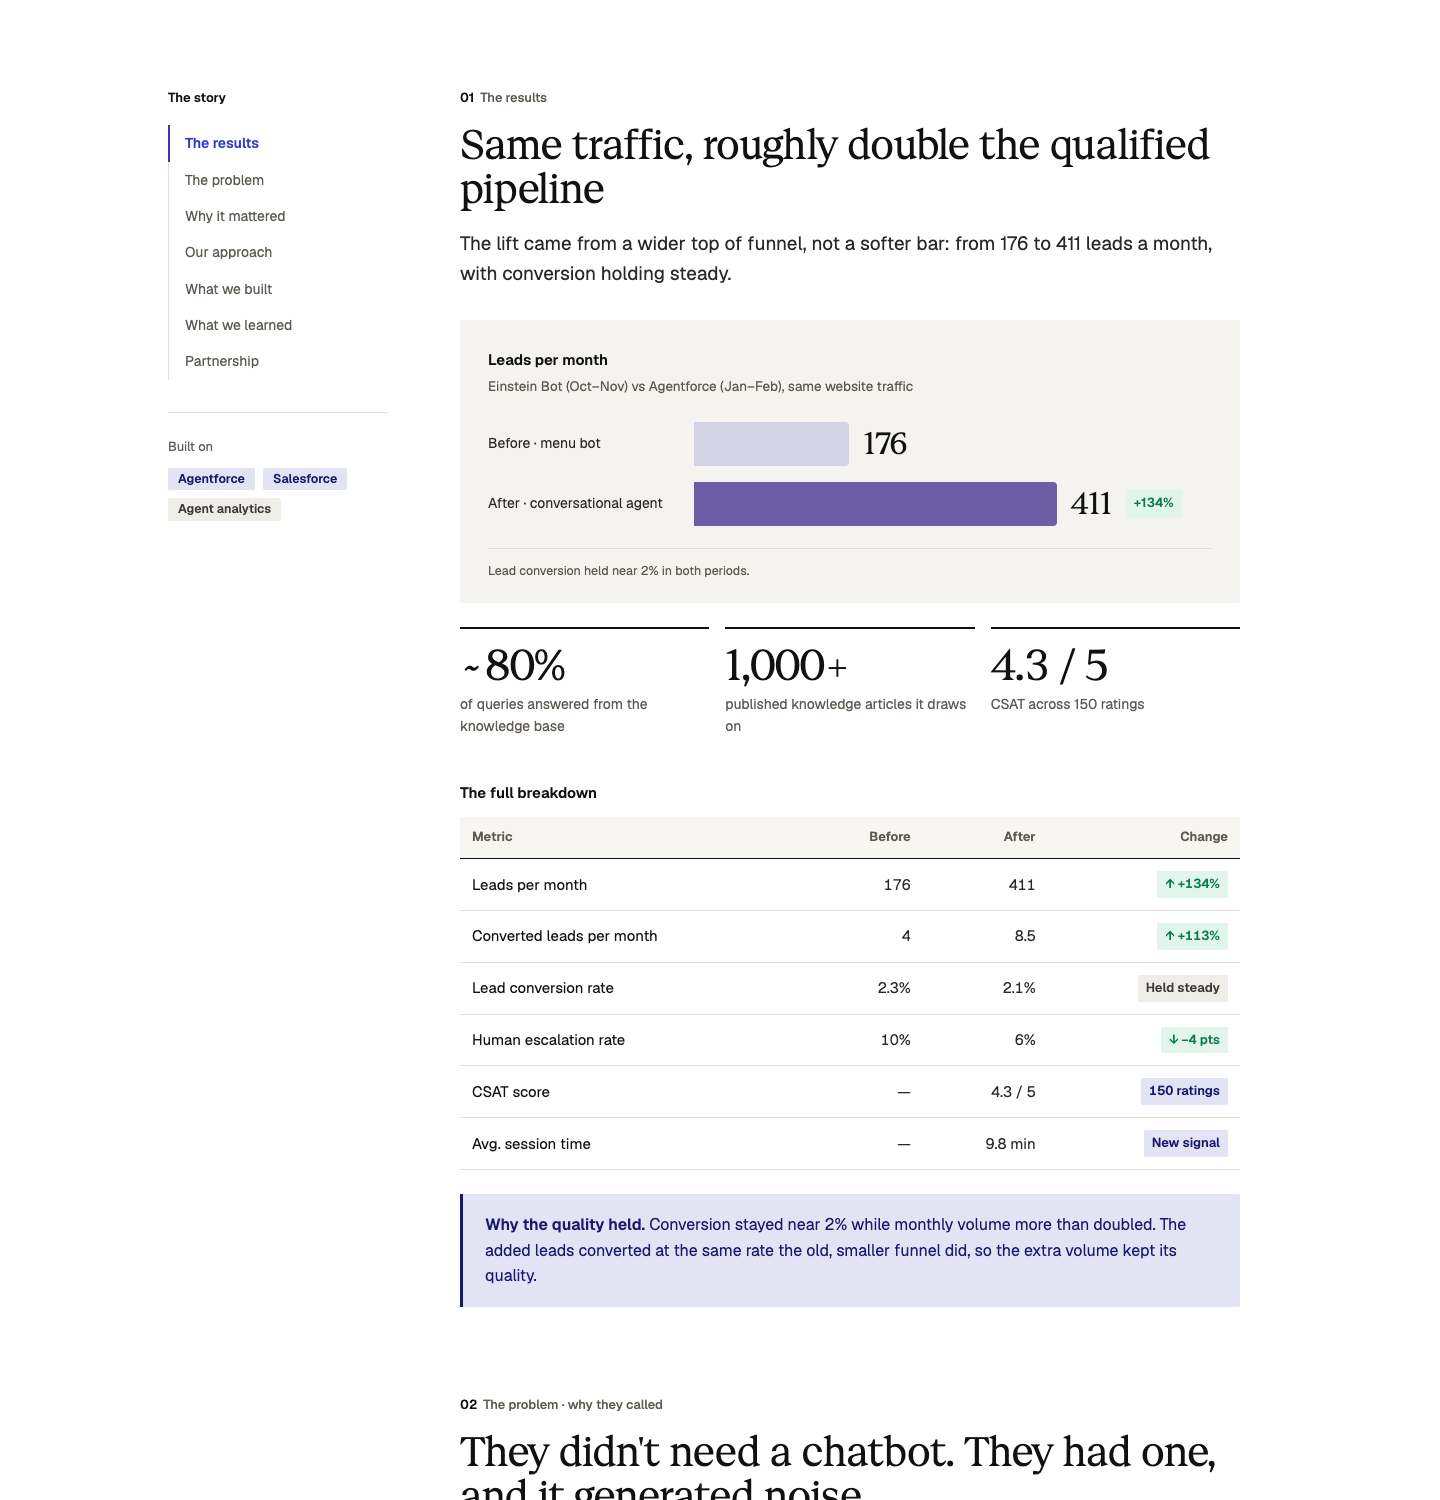 The story
The results
The problem
Why it mattered
Our approach
What we built
What we learned
Partnership
Built on
Agentforce
Salesforce
Agent analytics
01 The results
Same traffic, roughly double the qualified
pipeline
The lift came from a wider top of funnel, not a softer bar: from 176 to 411 leads a month,
with conversion holding steady.
Leads per month
Einstein Bot (Oct–Nov) vs Agentforce (Jan–Feb), same website traffic
Before · menu bot 176
After · conversational agent 411 +134%
Lead conversion held near 2% in both periods.
~80%
of queries answered from the
knowledge base
1,000+
published knowledge articles it draws
on
4.3 / 5
CSAT across 150 ratings
The full breakdown
Metric Before After Change
Leads per month 176 411 ↑ +134%
Converted leads per month 4 8.5 ↑ +113%
Lead conversion rate 2.3% 2.1% Held steady
Human escalation rate 10% 6% ↓ −4 pts
CSAT score — 4.3 / 5 150 ratings
Avg. session time — 9.8 min New signal
Why the quality held. Conversion stayed near 2% while monthly volume more than doubled. The
added leads converted at the same rate the old, smaller funnel did, so the extra volume kept its
quality.
02 The problem · why they called
They didn't need a chatbot. They had one,
and it generated noise